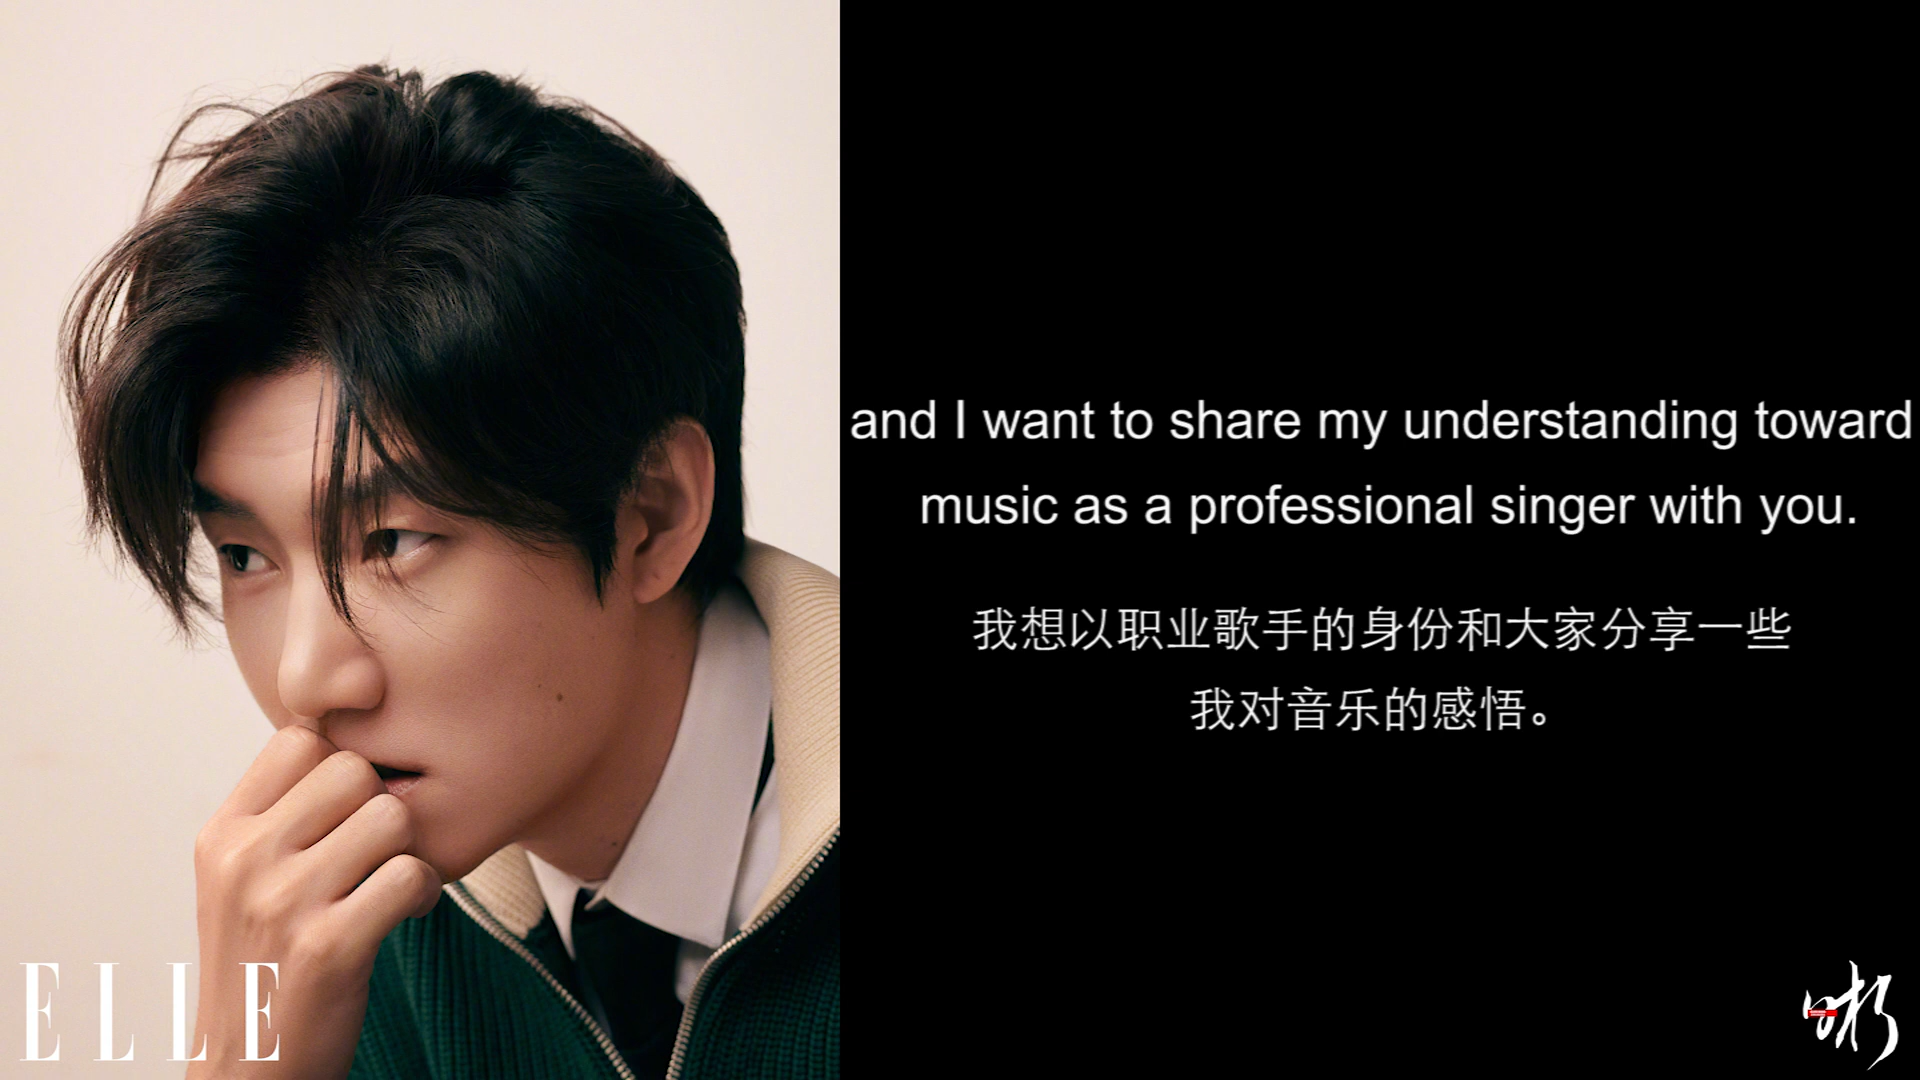 and I want to share my understanding toward
music as a professional singer with you.
我想以职业歌手的身份和大家分享一些
我对音乐的感悟。
ELLE